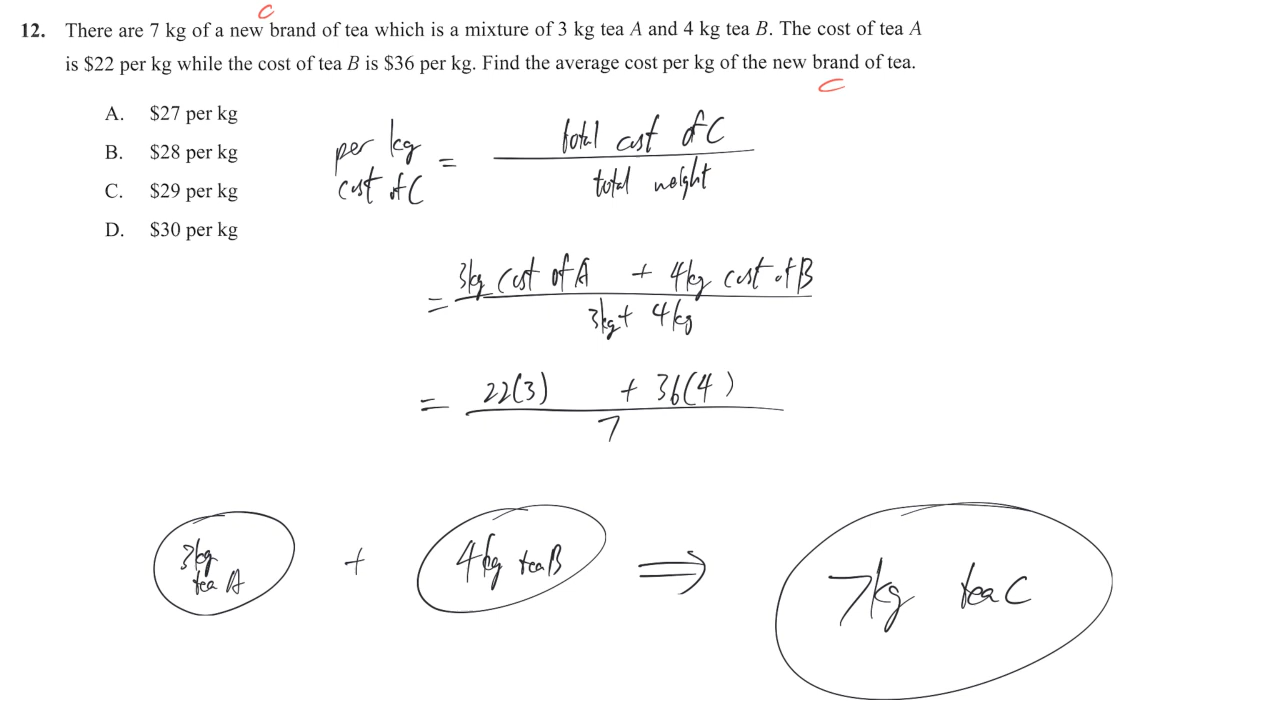 C
12. There are 7 kg of a new brand of tea which is a mixture of 3 kg tea A and 4 kg tea B. The cost of tea A
is $22 per kg while the cost of tea B is $36 per kg. Find the average cost per kg of the new brand of tea.
C
A. $27 per kg
B. $28 per kg
C. $29 per kg
D. $30 per kg
per kg cost of C = total cost of C / total weight
= 3kg cost of A + 4kg cost of B / 3kg + 4kg
= 22(3) + 36(4) / 7
3kg tea A + 4kg tea B ⇒ 7kg tea C